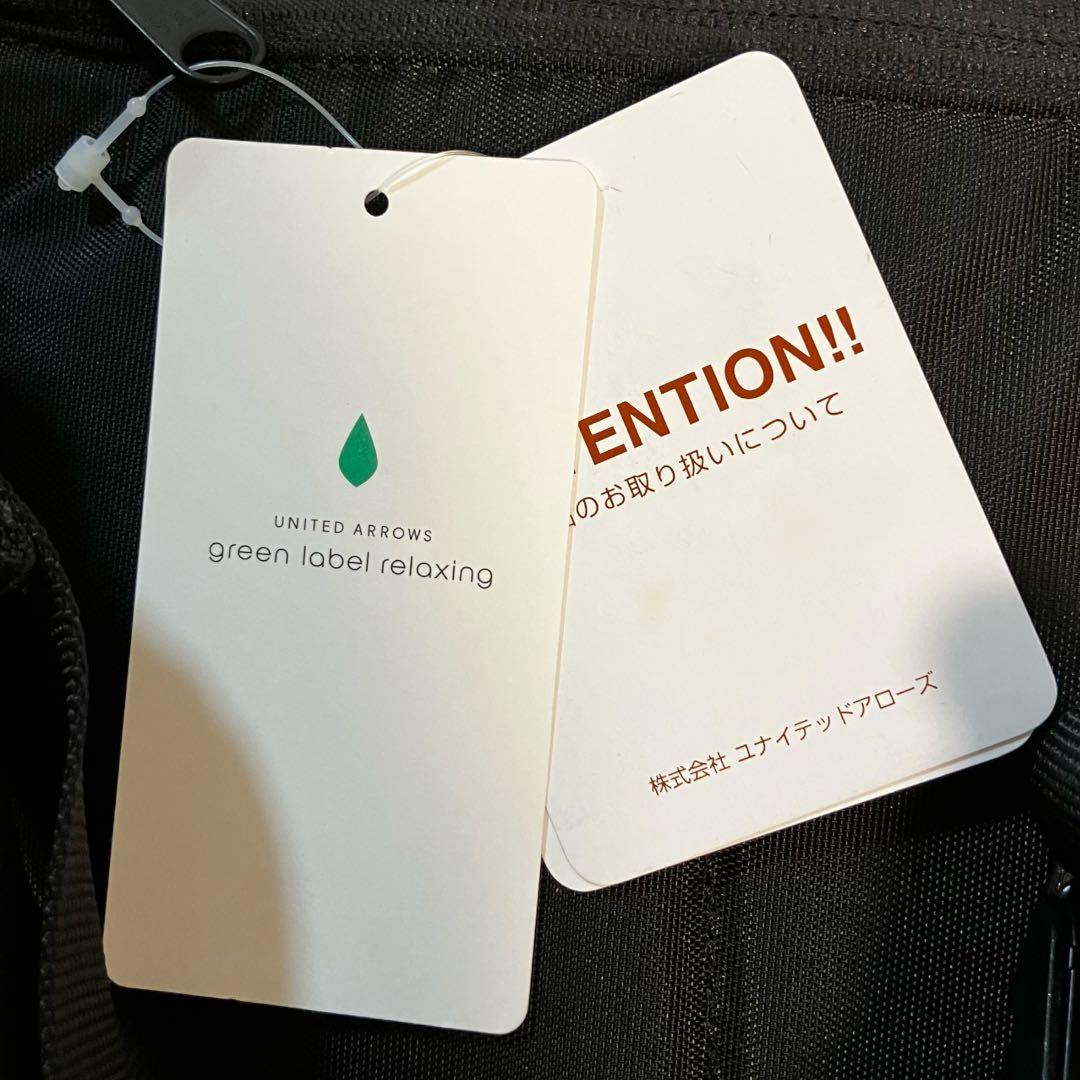 UNITED ARROWS
green label relaxing
ENTION!!
のお取り扱いについて
株式会社 ユナイテッドアローズ